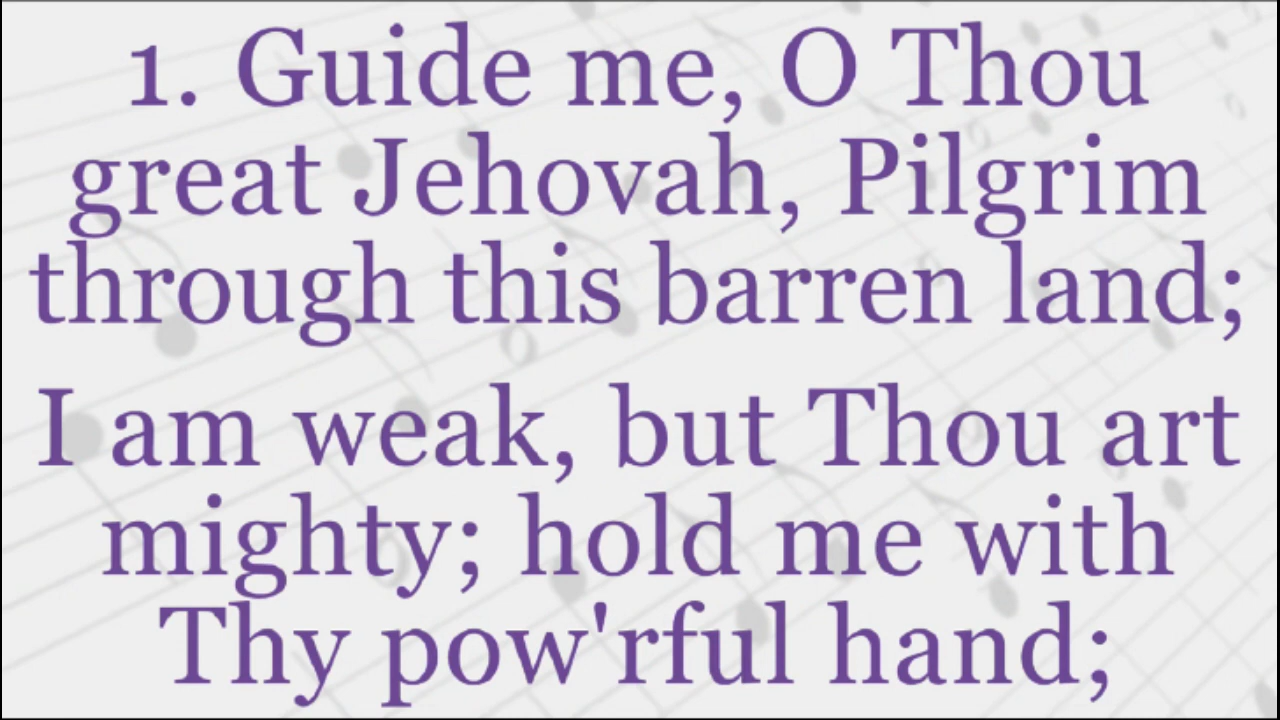 1. Guide me, O Thou
great Jehovah, Pilgrim
through this barren land;
I am weak, but Thou art
mighty; hold me with
Thy pow'rful hand;